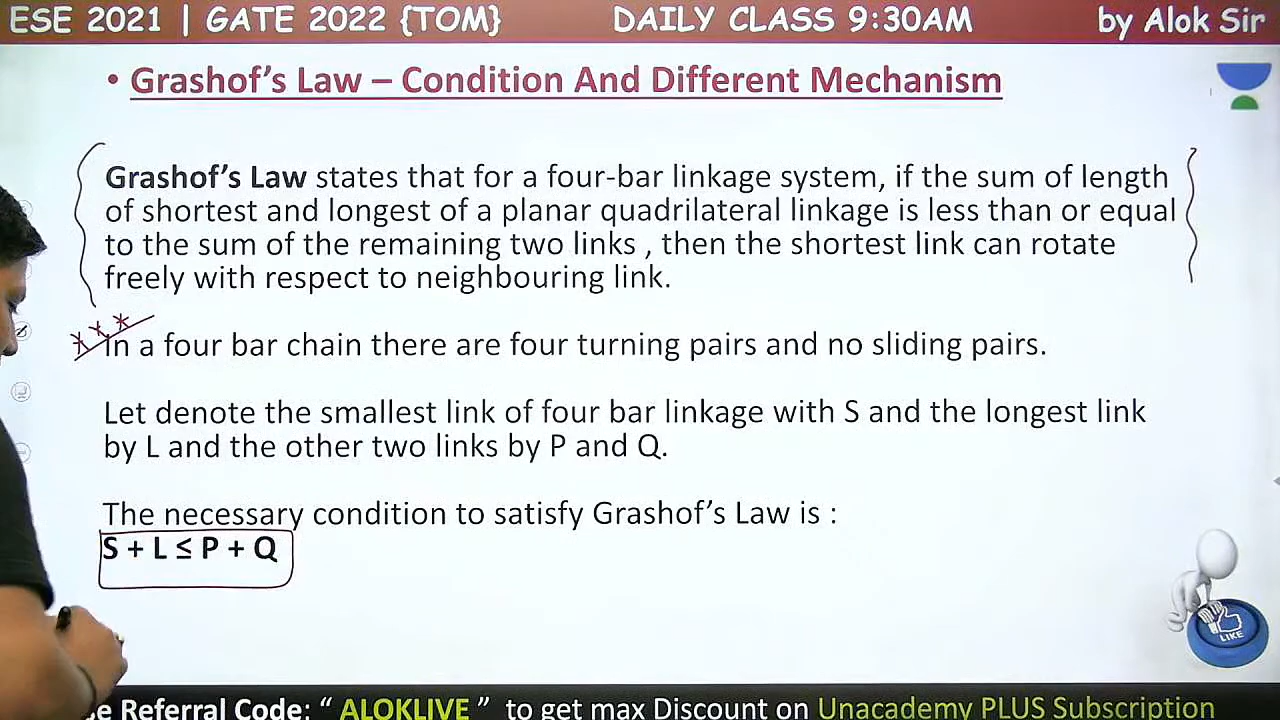 ESE 2021 | GATE 2022 {TOM} DAILY CLASS 9:30AM by Alok Sir
• Grashof's Law – Condition And Different Mechanism
Grashof's Law states that for a four-bar linkage system, if the sum of length
of shortest and longest of a planar quadrilateral linkage is less than or equal
to the sum of the remaining two links , then the shortest link can rotate
freely with respect to neighbouring link.
In a four bar chain there are four turning pairs and no sliding pairs.
Let denote the smallest link of four bar linkage with S and the longest link
by L and the other two links by P and Q.
The necessary condition to satisfy Grashof's Law is :
S + L ≤ P + Q
LIKE
Referral Code: “ ALOKLIVE ” to get max Discount on Unacademy PLUS Subscription